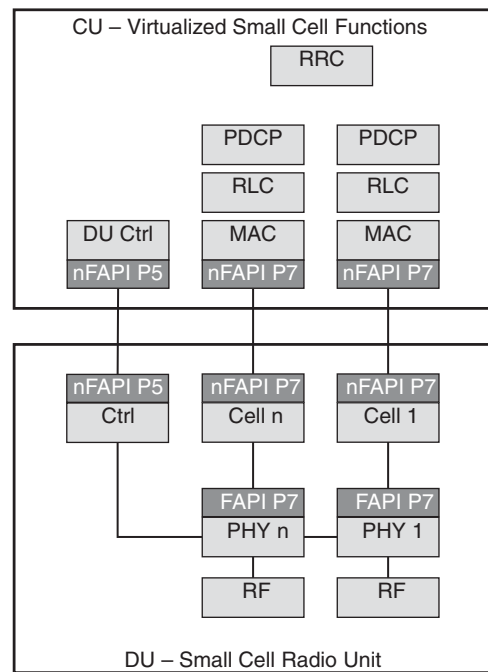 CU – Virtualized Small Cell Functions
RRC
PDCP
PDCP
RLC
RLC
DU Ctrl
MAC
MAC
nFAPI P5
nFAPI P7
nFAPI P7
nFAPI P5
nFAPI P7
nFAPI P7
Ctrl
Cell n
Cell 1
FAPI P7
FAPI P7
PHY n
PHY 1
RF
RF
DU – Small Cell Radio Unit